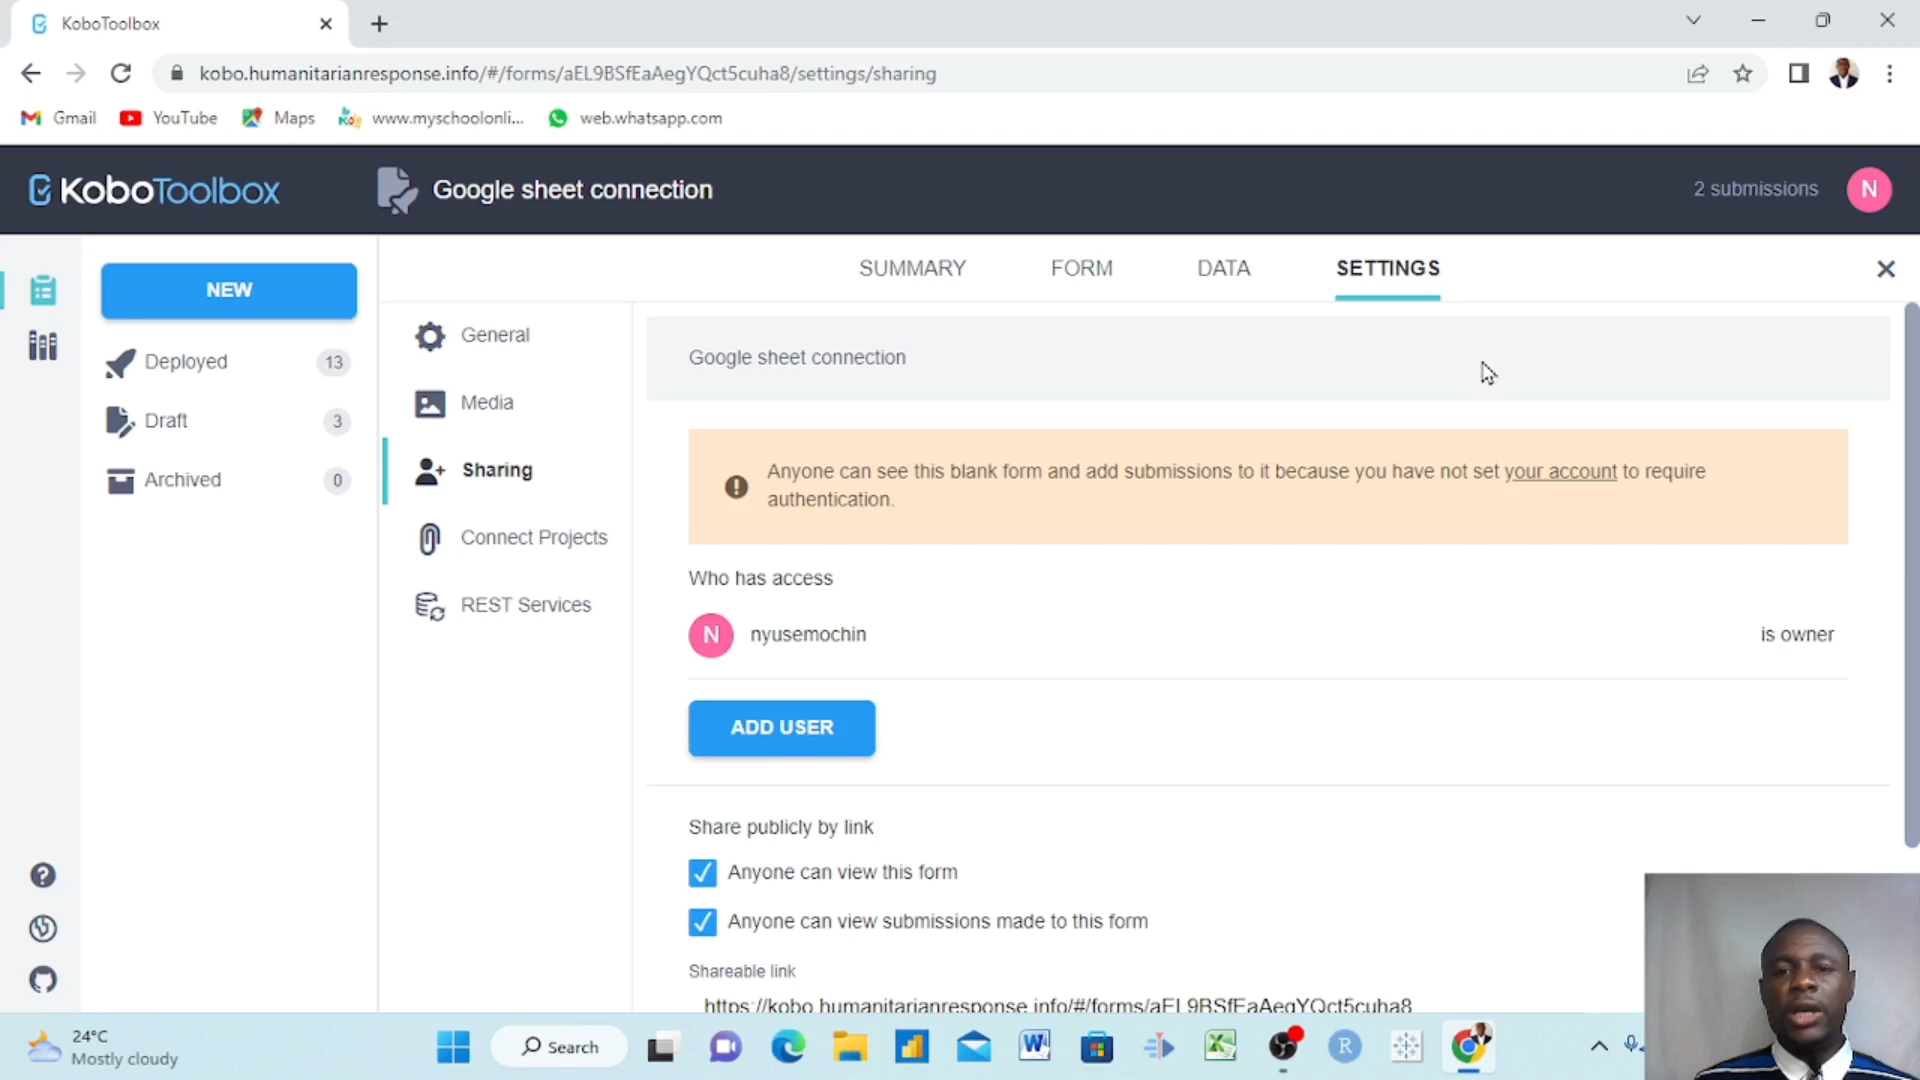 KoboToolbox
kobo.humanitarianresponse.info/#/forms/aEL9BSfEaAegYQct5cuha8/settings/sharing
Gmail YouTube Maps www.myschoolonli... web.whatsapp.com
KoboToolbox Google sheet connection 2 submissions N
SUMMARY FORM DATA SETTINGS
NEW
Deployed 13
Draft 3
Archived 0
General
Media
Sharing
Connect Projects
REST Services
Google sheet connection
Anyone can see this blank form and add submissions to it because you have not set your account to require
authentication.
Who has access
N nyusemochin is owner
ADD USER
Share publicly by link
Anyone can view this form
Anyone can view submissions made to this form
Shareable link
https://kobo.humanitarianresponse.info/#/forms/aEL9BSfEaAegYQct5cuha8
24°C
Mostly cloudy
Search